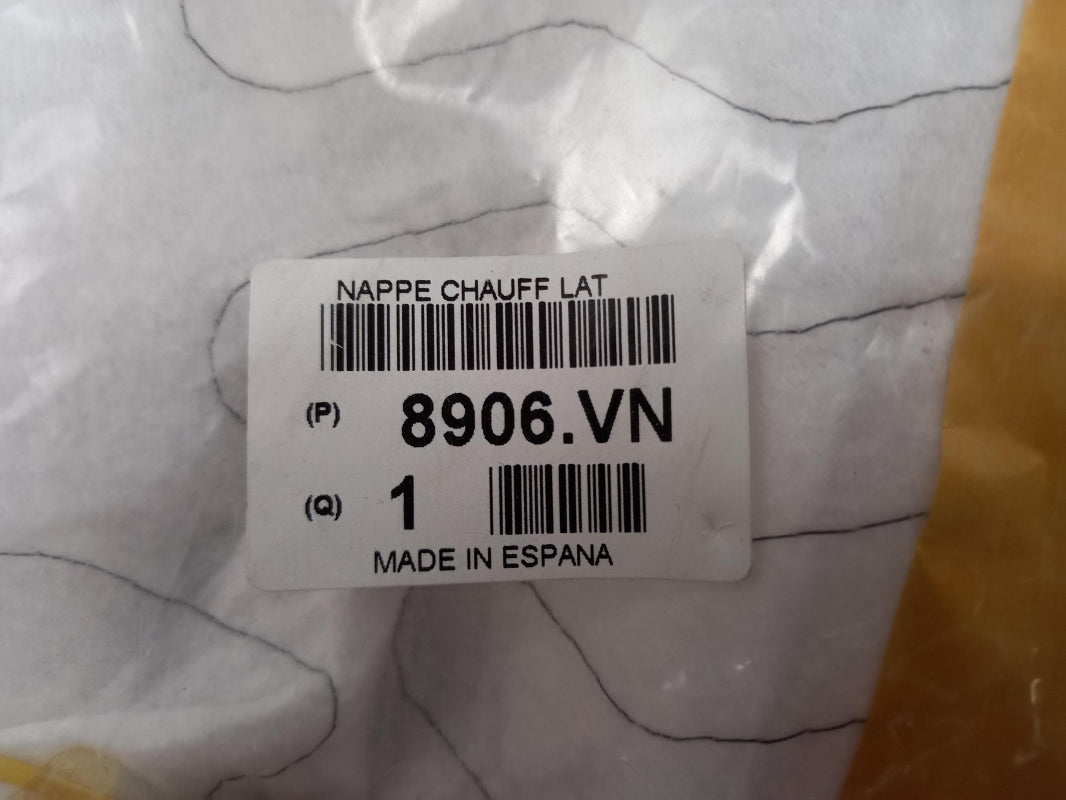 NAPPE CHAUFF LAT
(P) 8906.VN
(Q) 1
MADE IN ESPANA